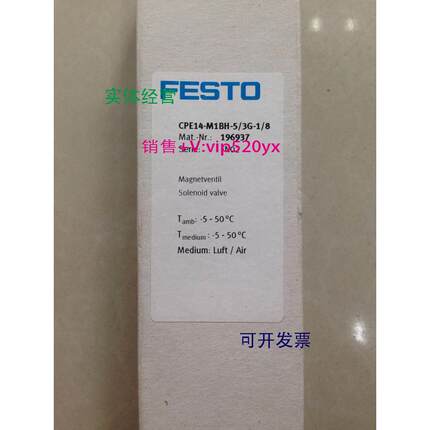 实体经营
FESTO
CPE14-M1BH-5/3G-1/8
Mat.-Nr.: 196937
销售+V:vip520yx
Magnetventil
Solenoid valve
Tamb: -5 - 50°C
Tmedium: -5 - 50°C
Medium: Luft / Air
可开发票